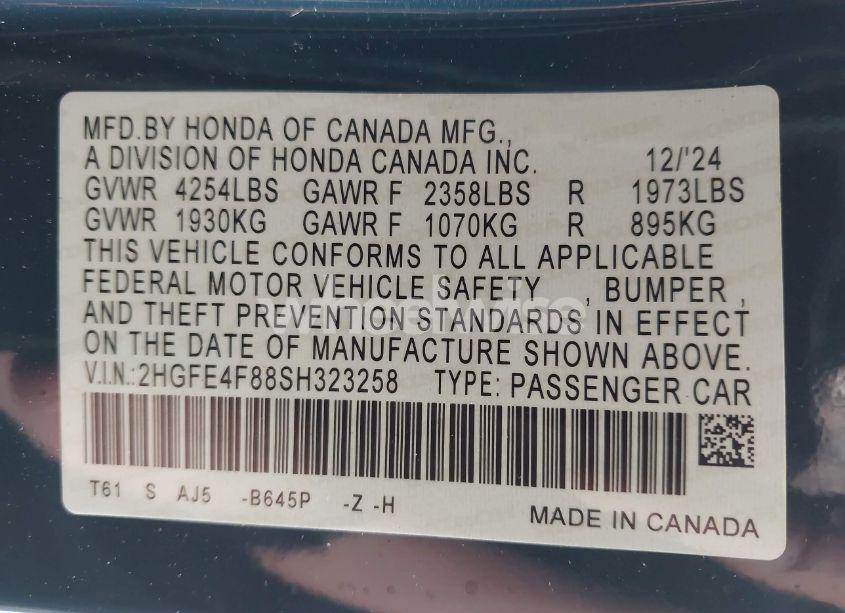 MFD.BY HONDA OF CANADA MFG.,
A DIVISION OF HONDA CANADA INC. 12/'24
GVWR 4254LBS GAWR F 2358LBS R 1973LBS
GVWR 1930KG GAWR F 1070KG R 895KG
THIS VEHICLE CONFORMS TO ALL APPLICABLE
FEDERAL MOTOR VEHICLE SAFETY , BUMPER ,
AND THEFT PREVENTION STANDARDS IN EFFECT
ON THE DATE OF MANUFACTURE SHOWN ABOVE.
V.I.N.:2HGFE4F88SH323258 TYPE: PASSENGER CAR
T61 S AJ5 -B645P -Z -H
MADE IN CANADA